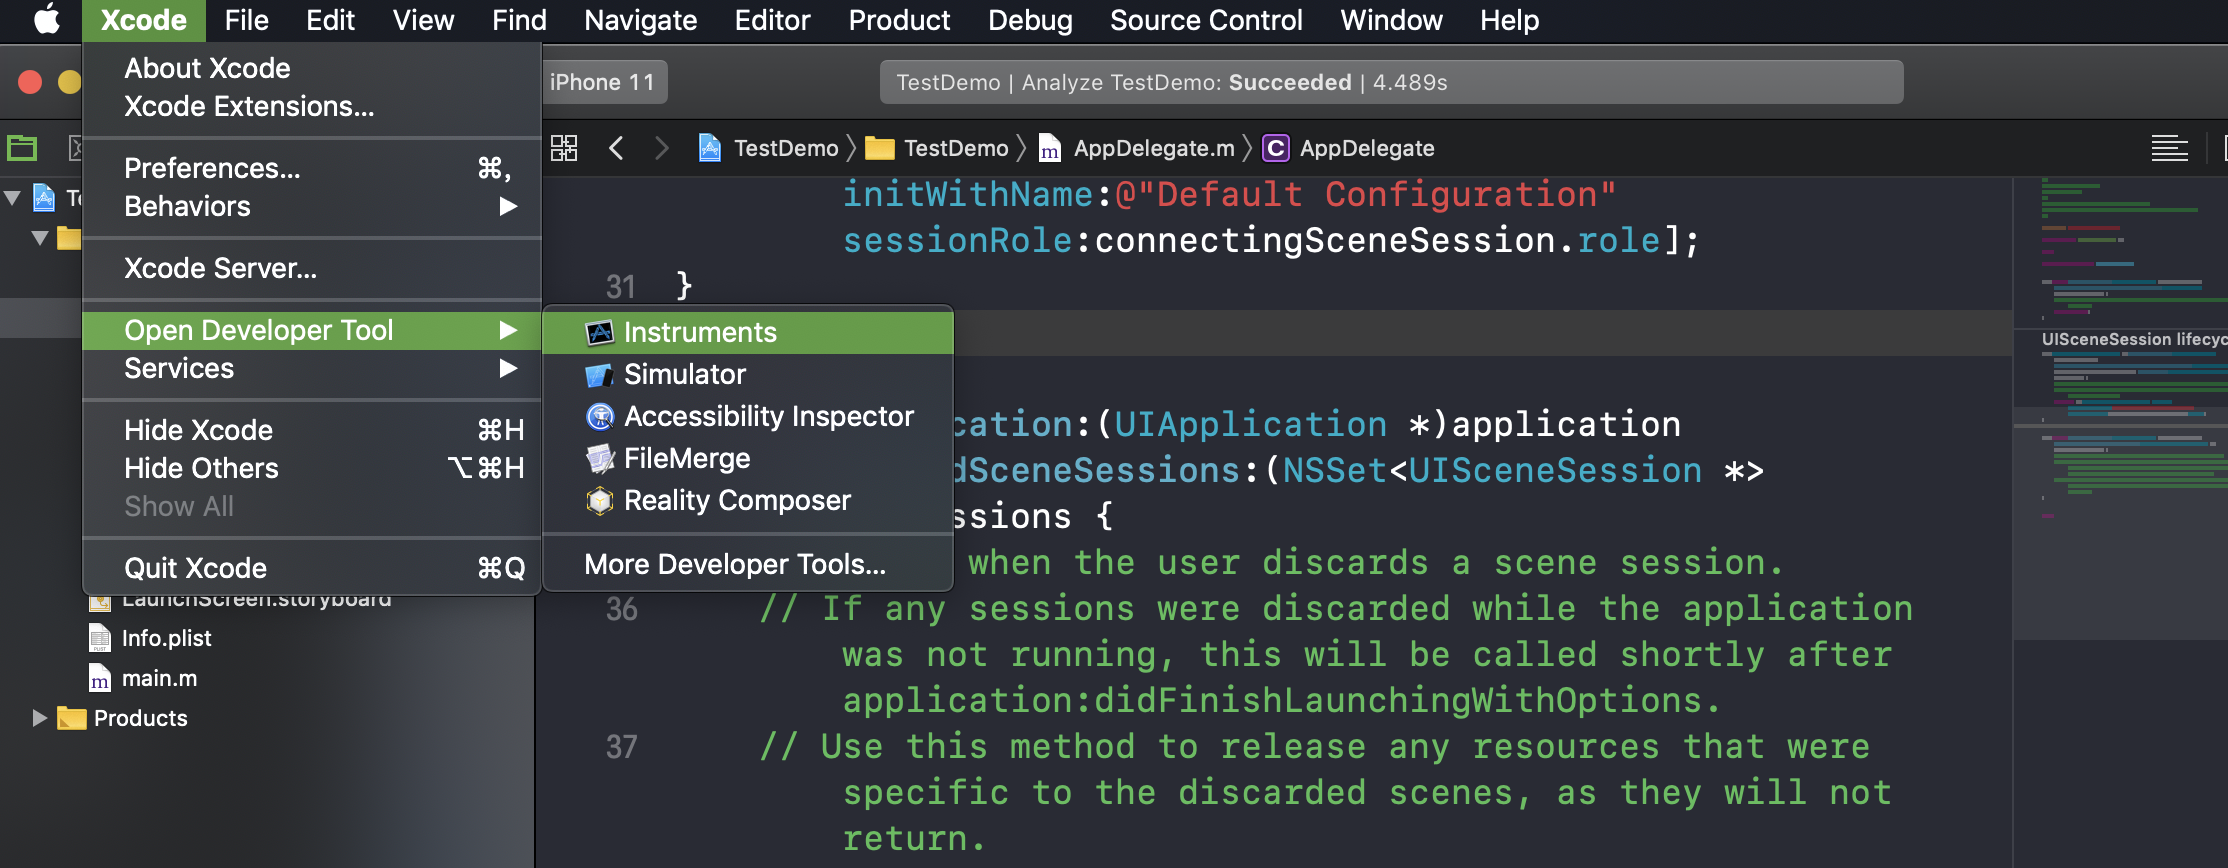 Xcode File Edit View Find Navigate Editor Product Debug Source Control Window Help
About Xcode
Xcode Extensions...
Preferences... ⌘,
Behaviors ▶
Xcode Server...
Open Developer Tool ▶
Services ▶
Hide Xcode ⌘H
Hide Others ⌥⌘H
Show All
Quit Xcode ⌘Q
Instruments
Simulator
Accessibility Inspector
FileMerge
Reality Composer
More Developer Tools...
iPhone 11
TestDemo | Analyze TestDemo: Succeeded | 4.489s
TestDemo 〉 TestDemo 〉 m AppDelegate.m 〉 C AppDelegate
LaunchScreen.storyboard
Info.plist
m main.m
Products
initWithName:@"Default Configuration"
sessionRole:connectingSceneSession.role];
31 }
cation:(UIApplication *)application
dSceneSessions:(NSSet<UISceneSession *>
ssions {
when the user discards a scene session.
36 // If any sessions were discarded while the application
was not running, this will be called shortly after
application:didFinishLaunchingWithOptions.
37 // Use this method to release any resources that were
specific to the discarded scenes, as they will not
return.
UISceneSession lifecyc